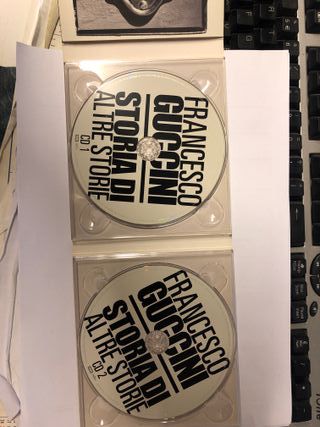 FRANCESCO
GUCCINI
STORIA DI
ALTRE STORIE
CD 1
FRANCESCO
GUCCINI
STORIA DI
ALTRE STORIE
CD 2